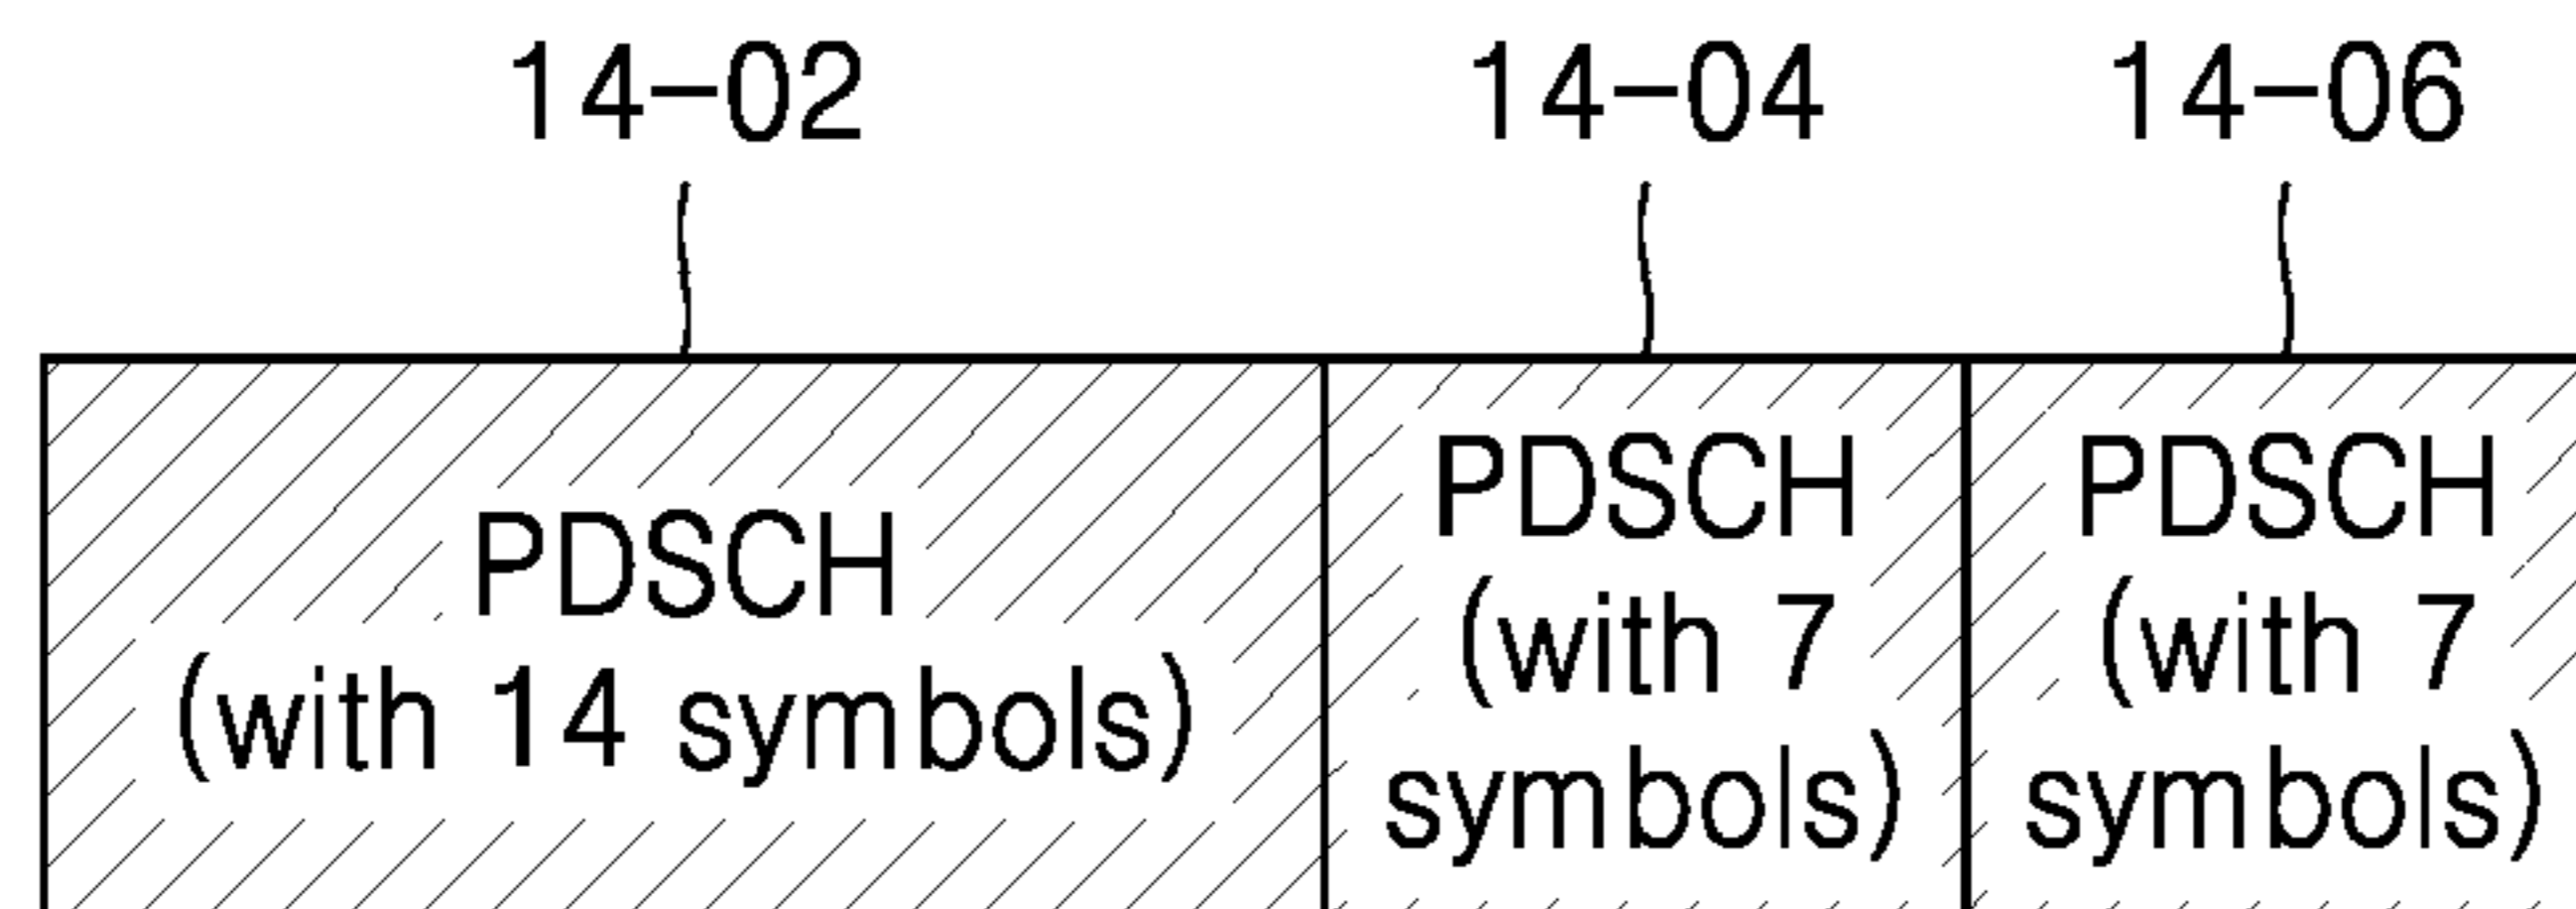 14-02 14-04 14-06
PDSCH
(with 14 symbols)
PDSCH
(with 7
symbols)
PDSCH
(with 7
symbols)